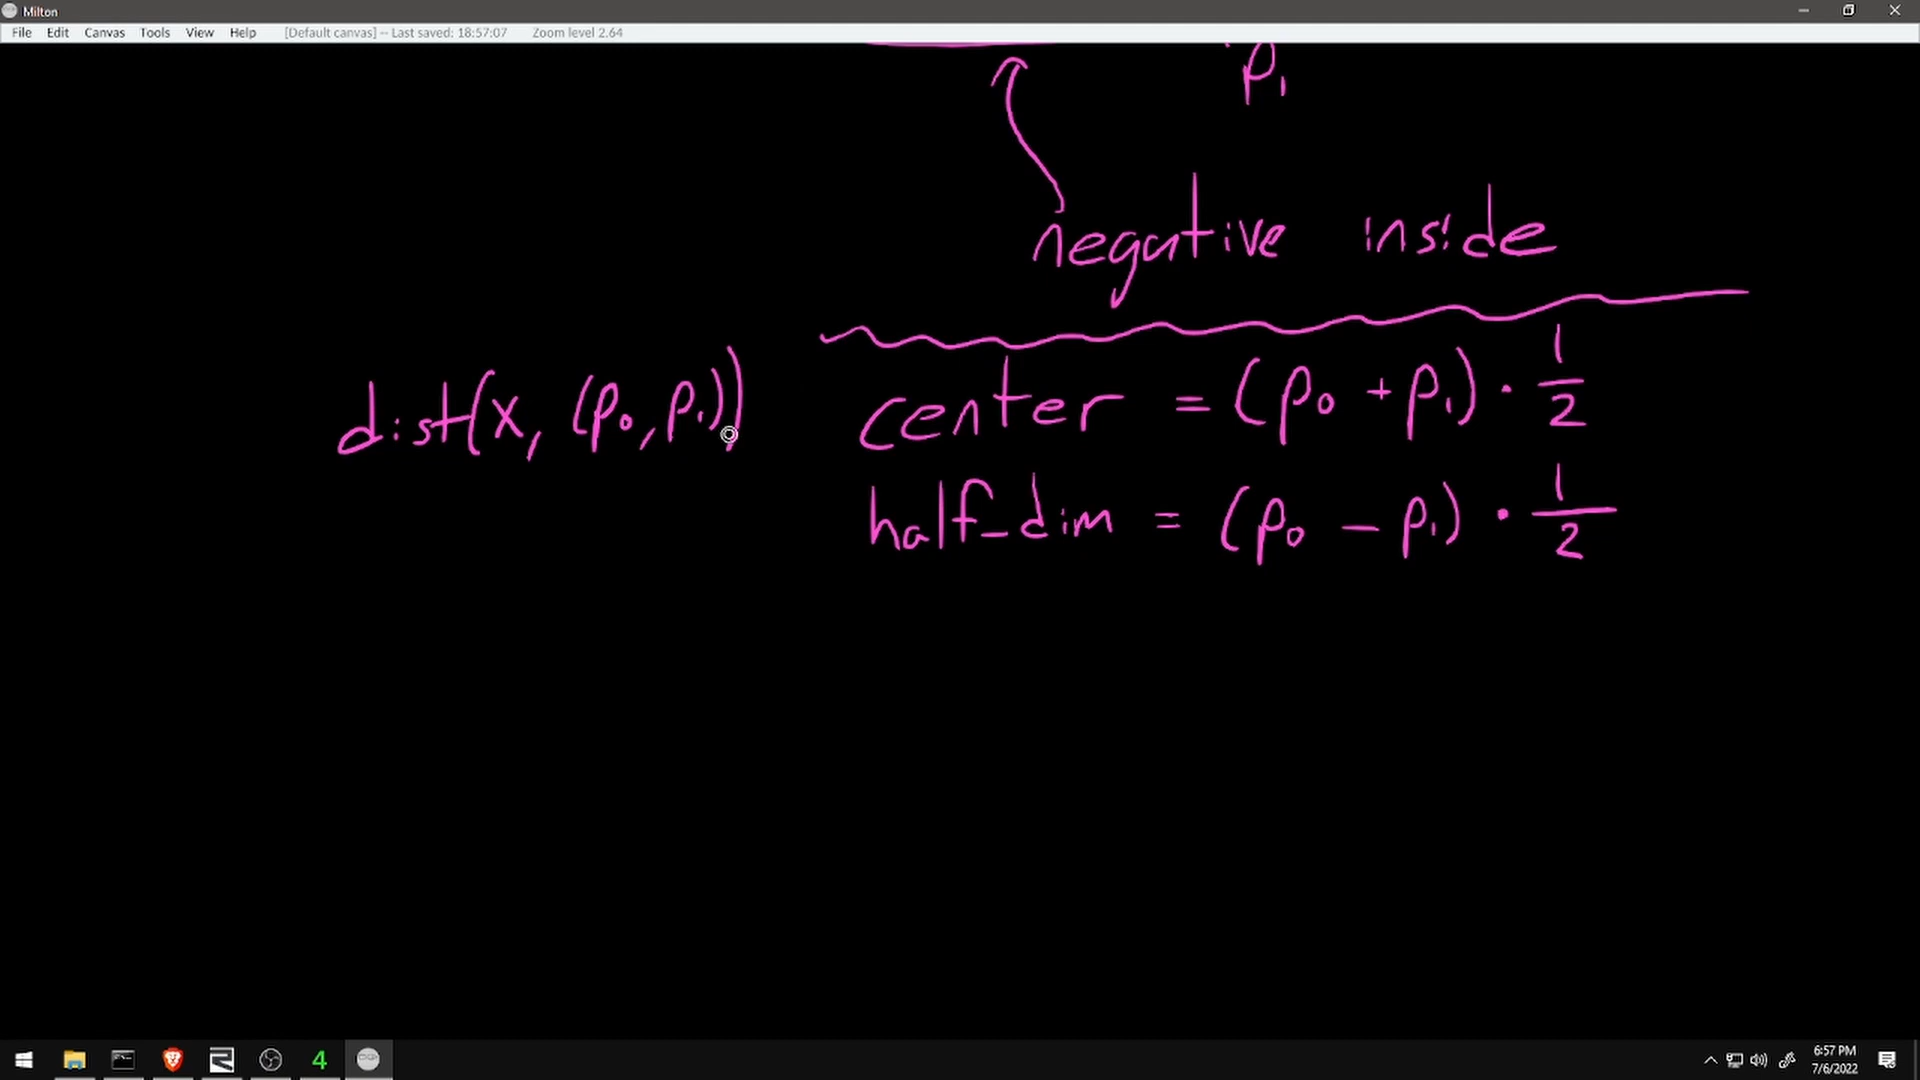 Milton
File Edit Canvas Tools View Help [Default canvas] -- Last saved: 18:57:07 Zoom level 2.64
p₁
negative inside
dist(x, (p₀, p₁))
center = (p₀ + p₁) · 1/2
half_dim = (p₀ − p₁) · 1/2
4
6:57 PM
7/6/2022